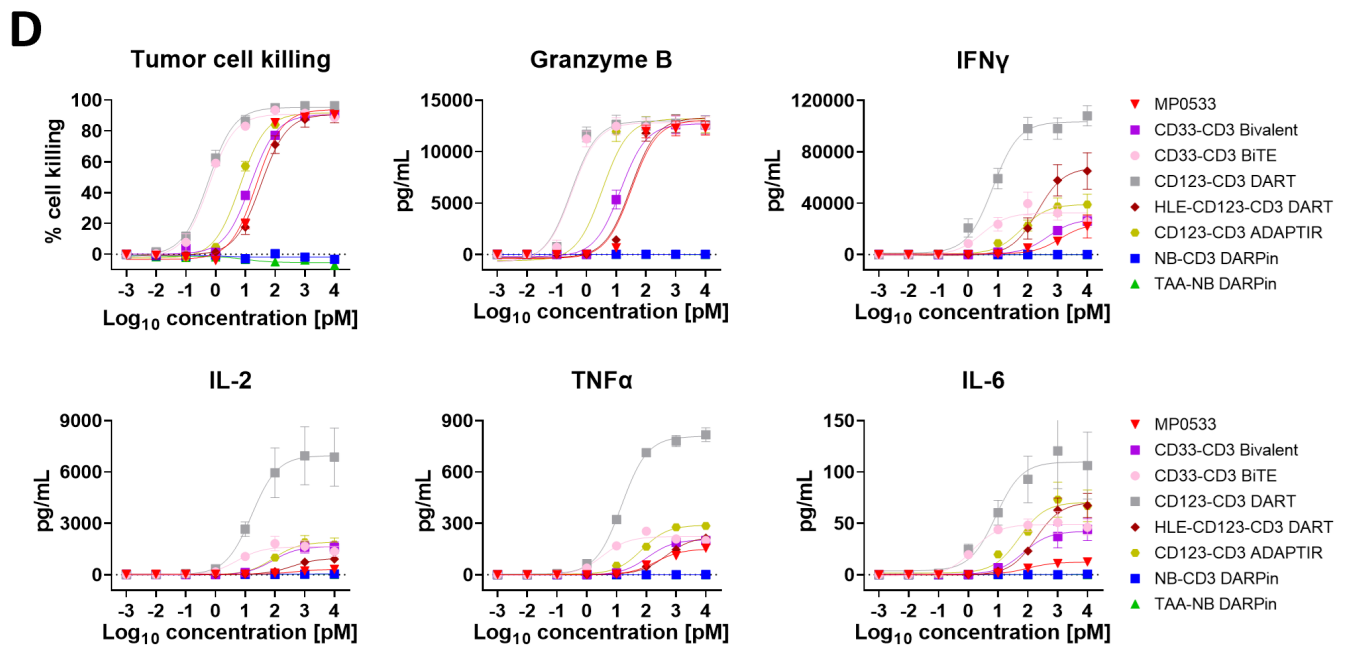 D
Tumor cell killing
Granzyme B
IFNγ
% cell killing
100
80
60
40
20
0
-3 -2 -1 0 1 2 3 4
Log10 concentration [pM]
pg/mL
15000
10000
5000
0
-3 -2 -1 0 1 2 3 4
Log10 concentration [pM]
pg/mL
120000
80000
40000
0
-3 -2 -1 0 1 2 3 4
Log10 concentration [pM]
MP0533
CD33-CD3 Bivalent
CD33-CD3 BiTE
CD123-CD3 DART
HLE-CD123-CD3 DART
CD123-CD3 ADAPTIR
NB-CD3 DARPin
TAA-NB DARPin
IL-2
TNFα
IL-6
pg/mL
9000
6000
3000
0
-3 -2 -1 0 1 2 3 4
Log10 concentration [pM]
pg/mL
900
600
300
0
-3 -2 -1 0 1 2 3 4
Log10 concentration [pM]
pg/mL
150
100
50
0
-3 -2 -1 0 1 2 3 4
Log10 concentration [pM]
MP0533
CD33-CD3 Bivalent
CD33-CD3 BiTE
CD123-CD3 DART
HLE-CD123-CD3 DART
CD123-CD3 ADAPTIR
NB-CD3 DARPin
TAA-NB DARPin